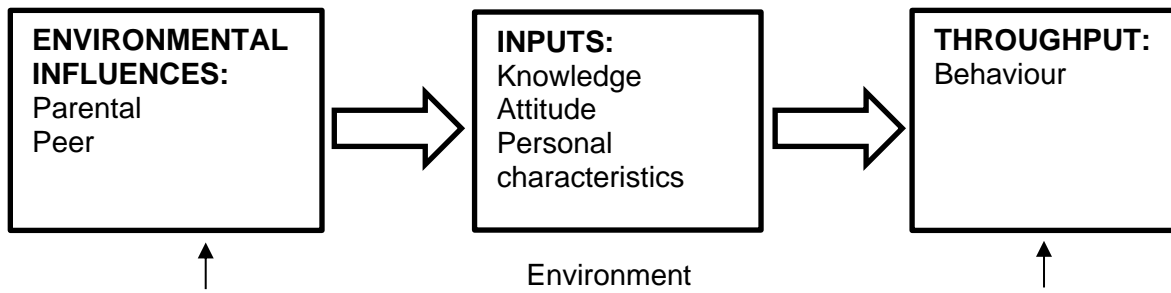 ENVIRONMENTAL
INFLUENCES:
Parental
Peer
INPUTS:
Knowledge
Attitude
Personal
characteristics
THROUGHPUT:
Behaviour
Environment